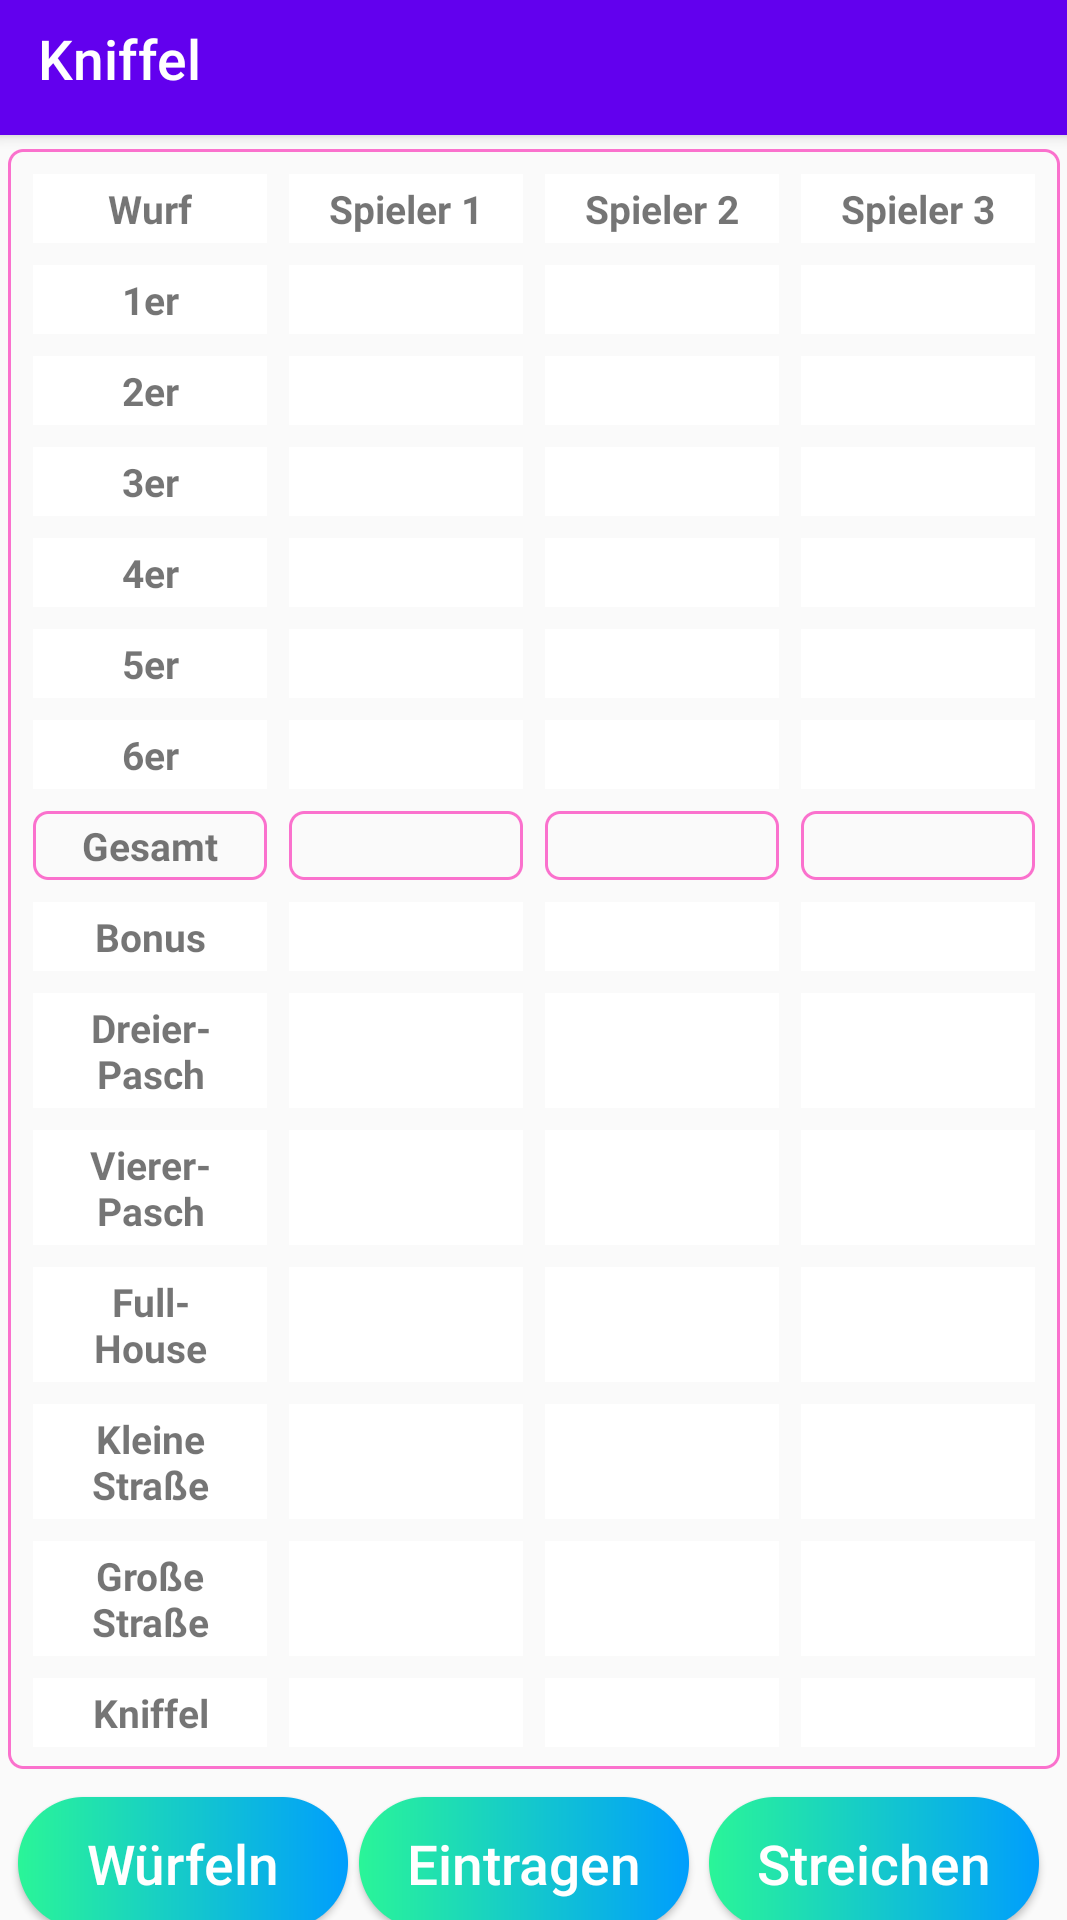 Kniffel
Wurf Spieler 1 Spieler 2 Spieler 3
1er
2er
3er
4er
5er
6er
Gesamt
Bonus
Dreier-
Pasch
Vierer-
Pasch
Full-
House
Kleine
Straße
Große
Straße
Kniffel
Würfeln Eintragen Streichen